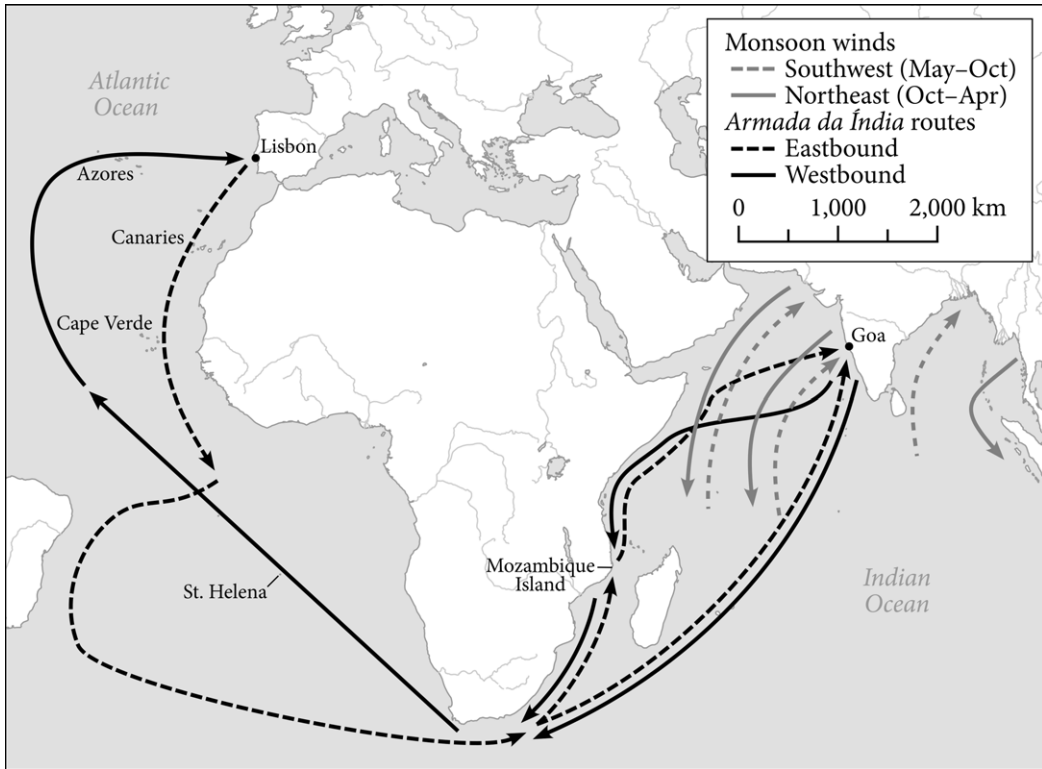 Monsoon winds
Southwest (May–Oct)
Northeast (Oct–Apr)
Armada da Índia routes
Eastbound
Westbound
0 1,000 2,000 km
Atlantic
Ocean
Lisbon
Azores
Canaries
Cape Verde
Goa
St. Helena
Mozambique
Island
Indian
Ocean